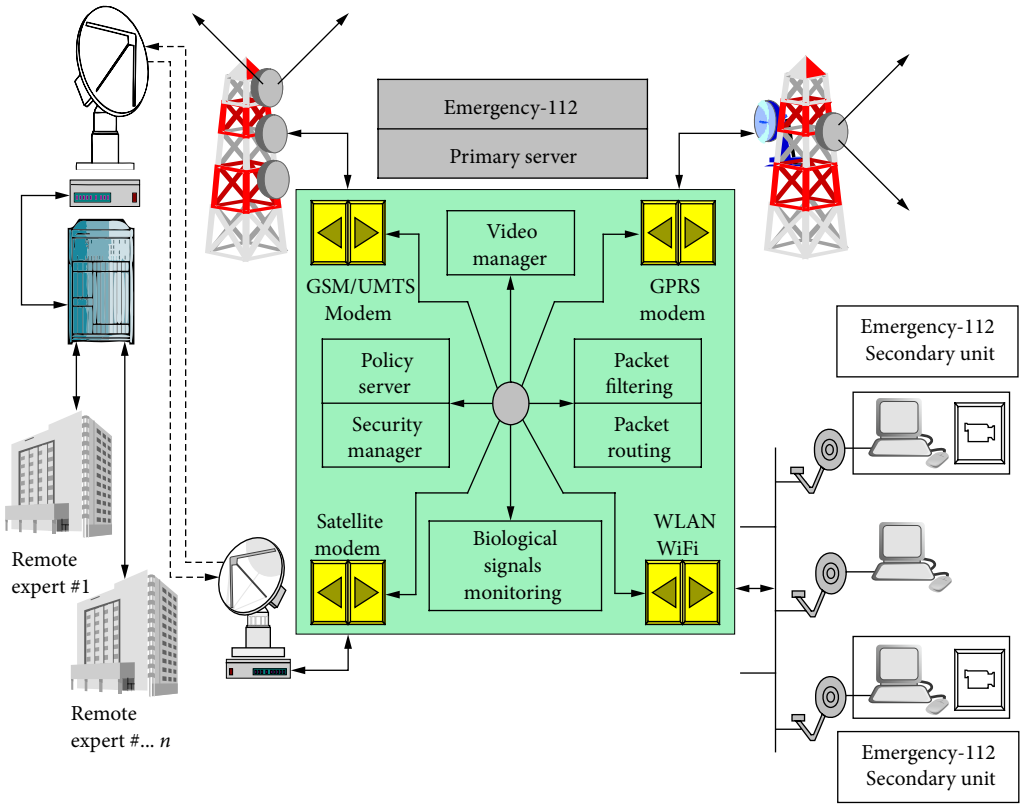 Emergency-112
Primary server
GSM/UMTS
Modem
Video
manager
GPRS
modem
Policy
server
Security
manager
Packet
filtering
Packet
routing
Satellite
modem
Biological
signals
monitoring
WLAN
WiFi
Emergency-112
Secondary unit
Emergency-112
Secondary unit
Remote
expert #1
Remote
expert #... n